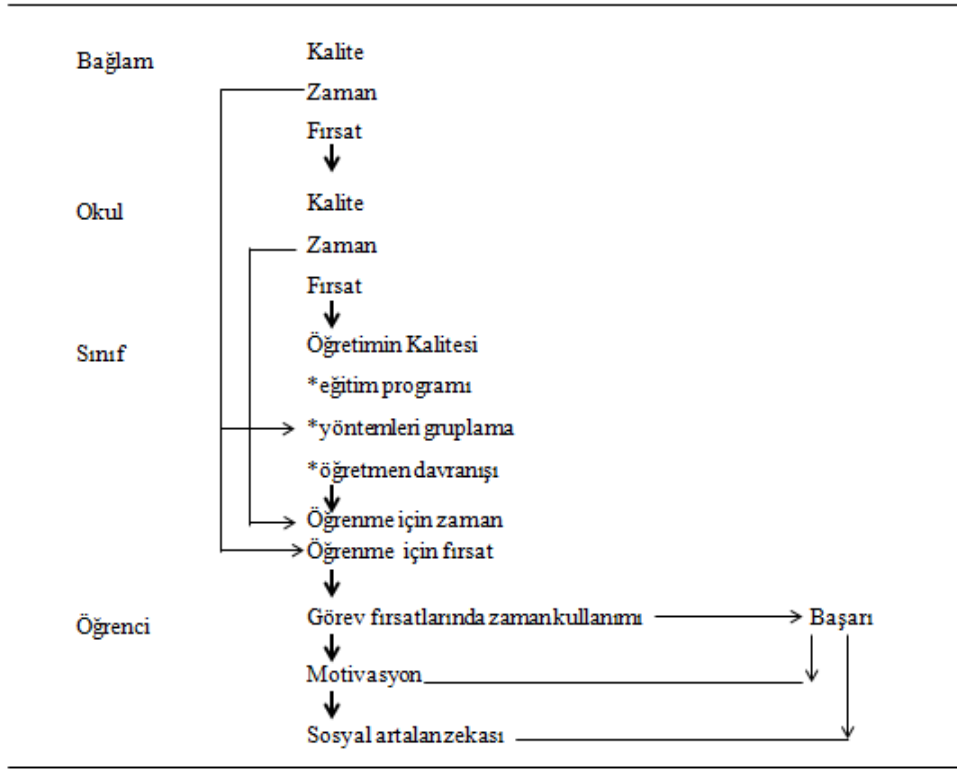 Bağlam
Kalite
Zaman
Fırsat
Okul
Kalite
Zaman
Fırsat
Sınıf
Öğretimin Kalitesi
*eğitim programı
*yöntemleri gruplama
*öğretmen davranışı
Öğrenme için zaman
Öğrenme için fırsat
Öğrenci
Görev fırsatlarında zaman kullanımı
Başarı
Motivasyon
Sosyal artalan zekası